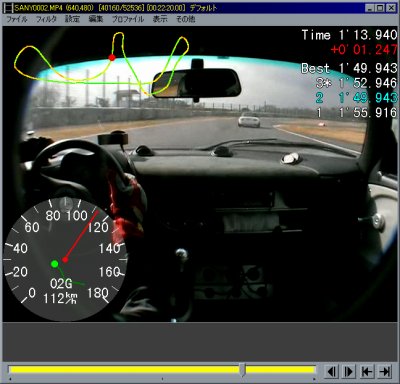 SANY0002.MP4 (640,480) [40160/52536] [00:22:20.00] デフォルト
ファイル フィルタ 設定 編集 プロファイル 表示 その他
Time 1'13.940
+0'01.247
Best 1'49.943
3* 1'52.946
2 1'49.943
1 1'55.916
0 20 40 60 80 100 120 140 160 180
02G
112km/h